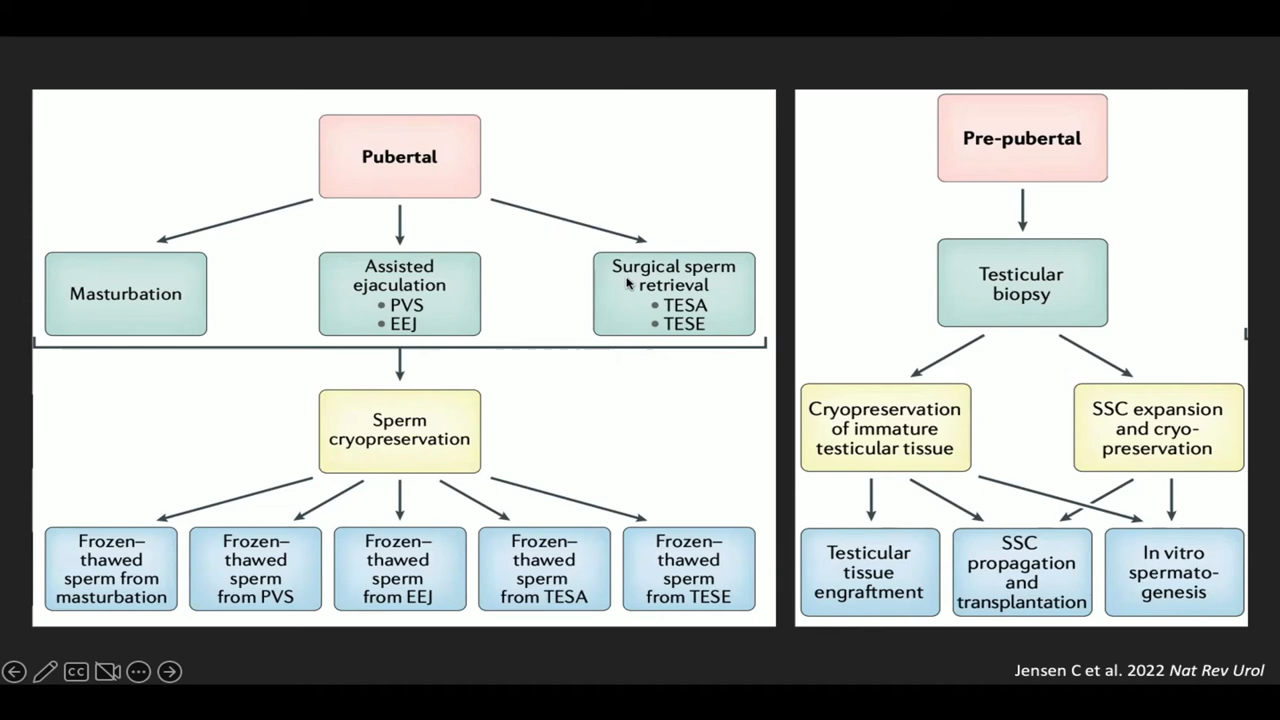 Pubertal
Masturbation
Assisted
ejaculation
• PVS
• EEJ
Surgical sperm
retrieval
• TESA
• TESE
Sperm
cryopreservation
Frozen–
thawed
sperm from
masturbation
Frozen–
thawed
sperm
from PVS
Frozen–
thawed
sperm
from EEJ
Frozen–
thawed
sperm
from TESA
Frozen–
thawed
sperm
from TESE
Pre-pubertal
Testicular
biopsy
Cryopreservation
of immature
testicular tissue
SSC expansion
and cryo-
preservation
Testicular
tissue
engraftment
SSC
propagation
and
transplantation
In vitro
spermato-
genesis
CC
Jensen C et al. 2022 Nat Rev Urol